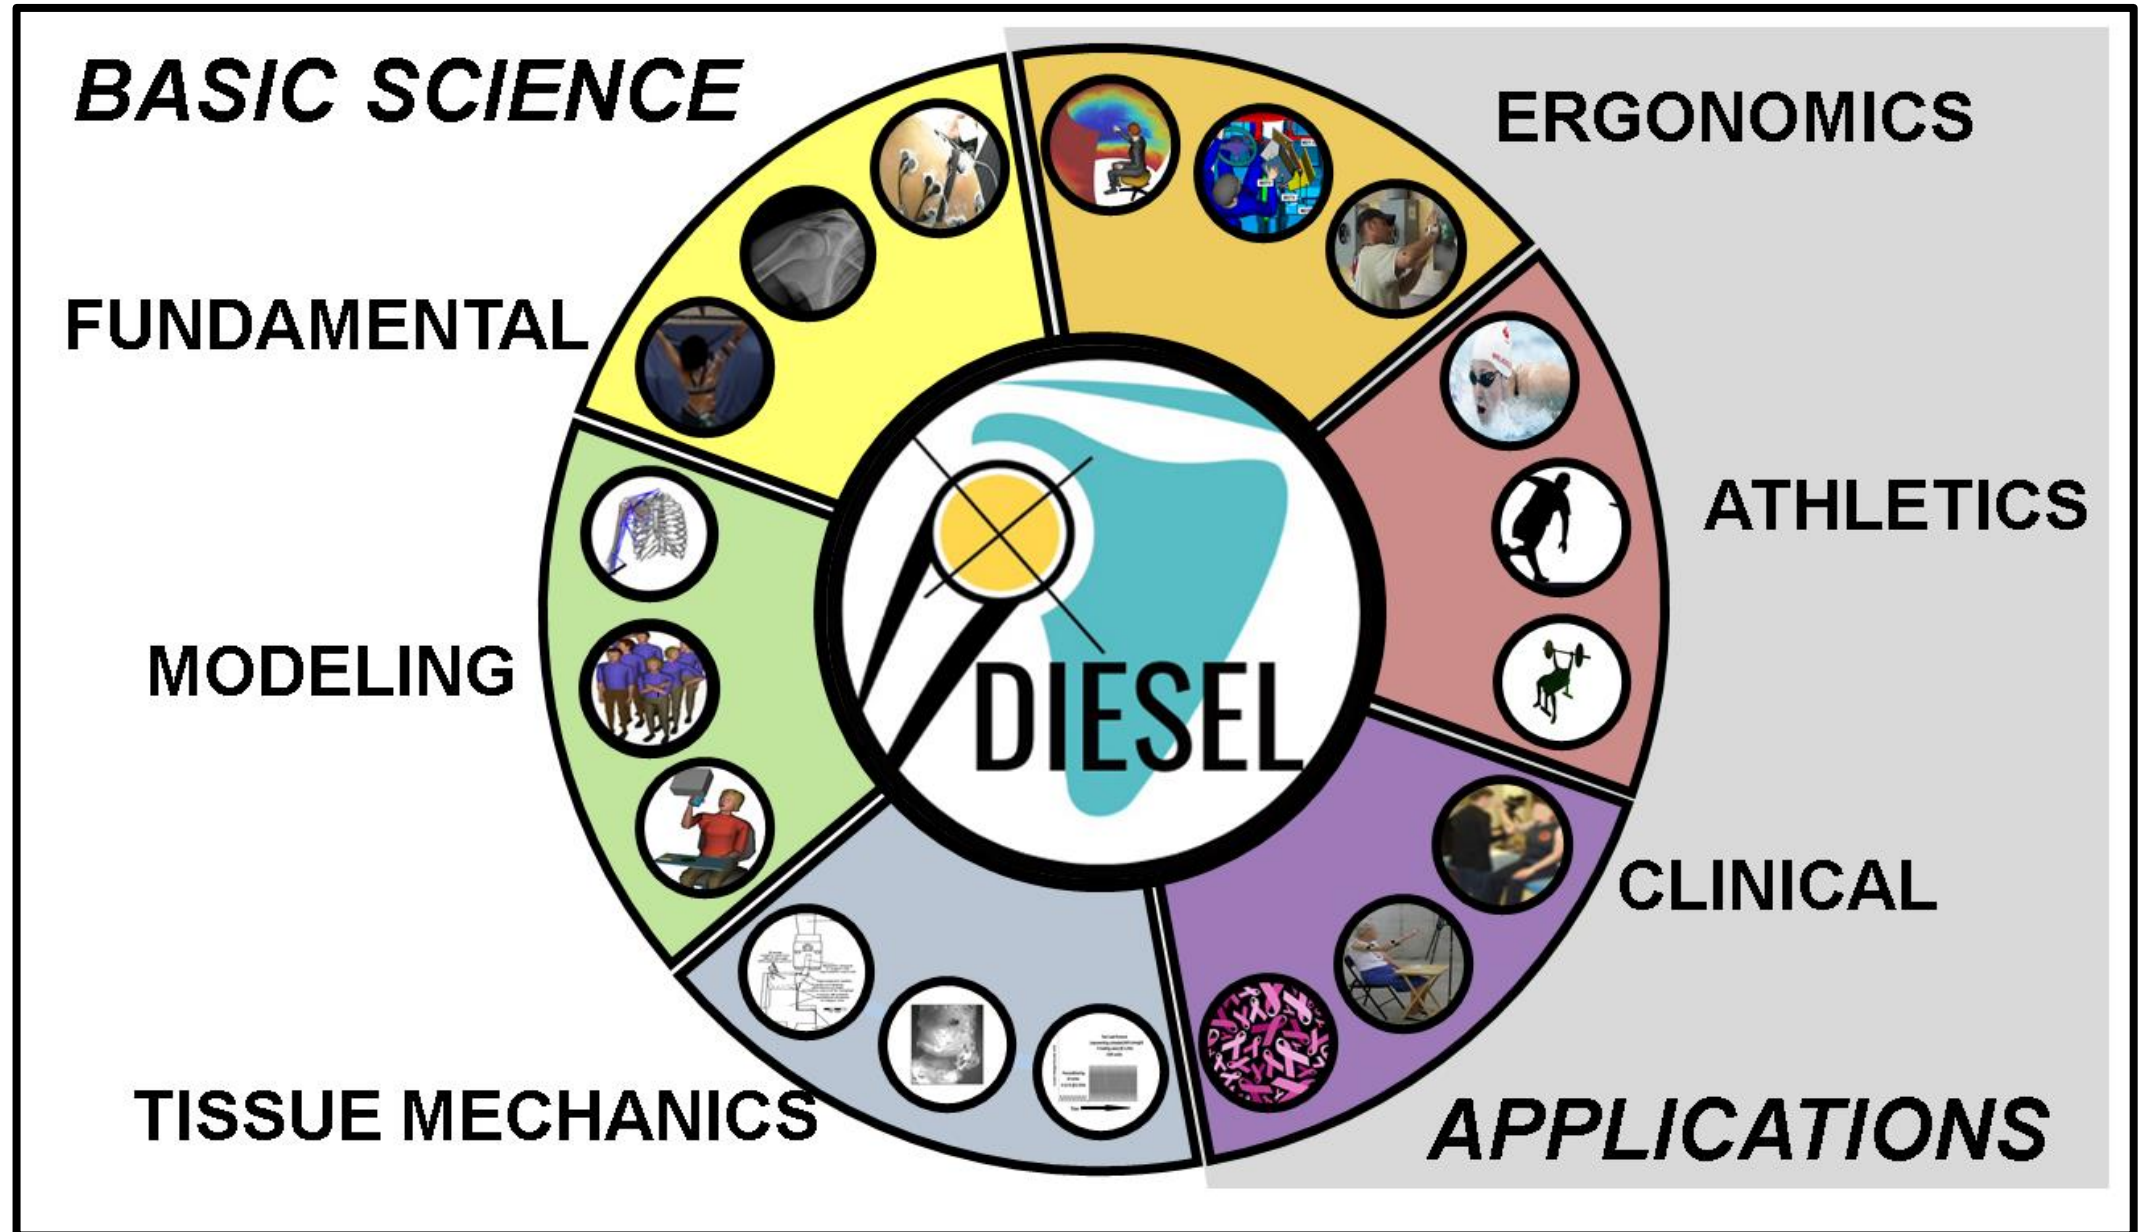 BASIC SCIENCE
ERGONOMICS
FUNDAMENTAL
ATHLETICS
MODELING
DIESEL
CLINICAL
TISSUE MECHANICS
APPLICATIONS